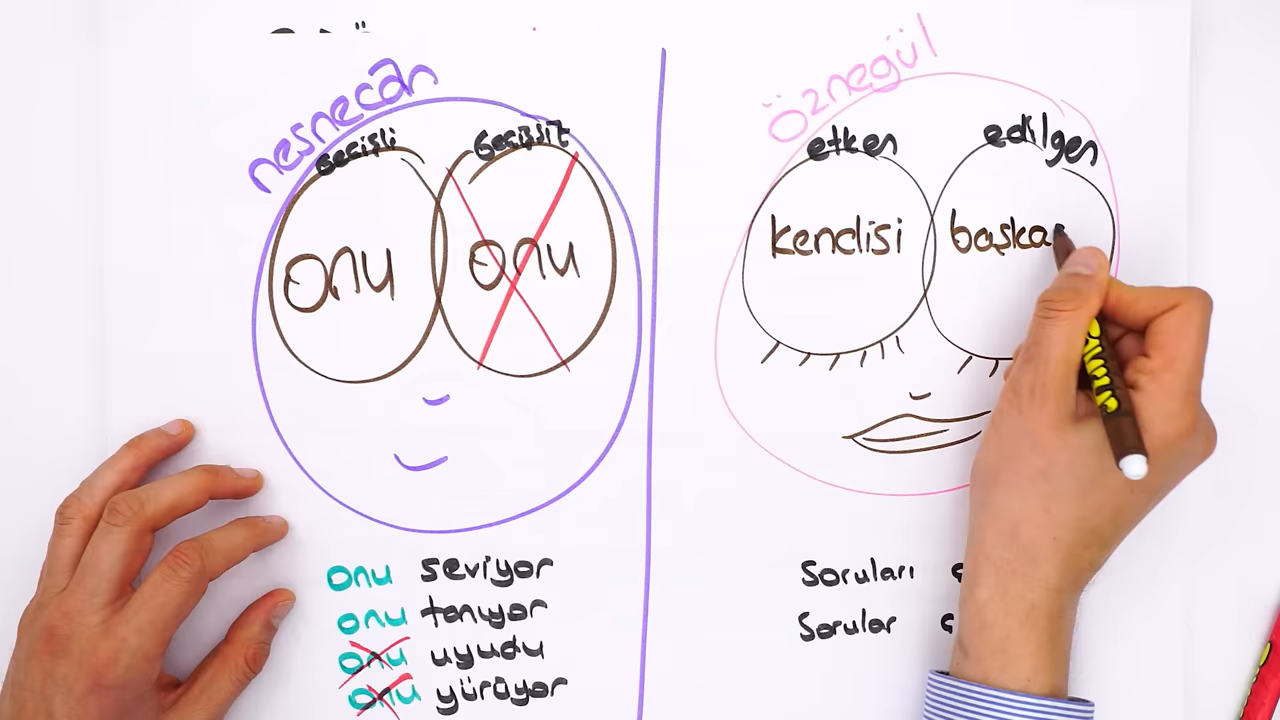 nesnecan
geçişli
geçişsiz
onu
onu
onu seviyor
onu tanıyor
onu uyudu
onu yürüyor
Öznegül
etken
edilgen
kendisi
başkas
Soruları
Sorular